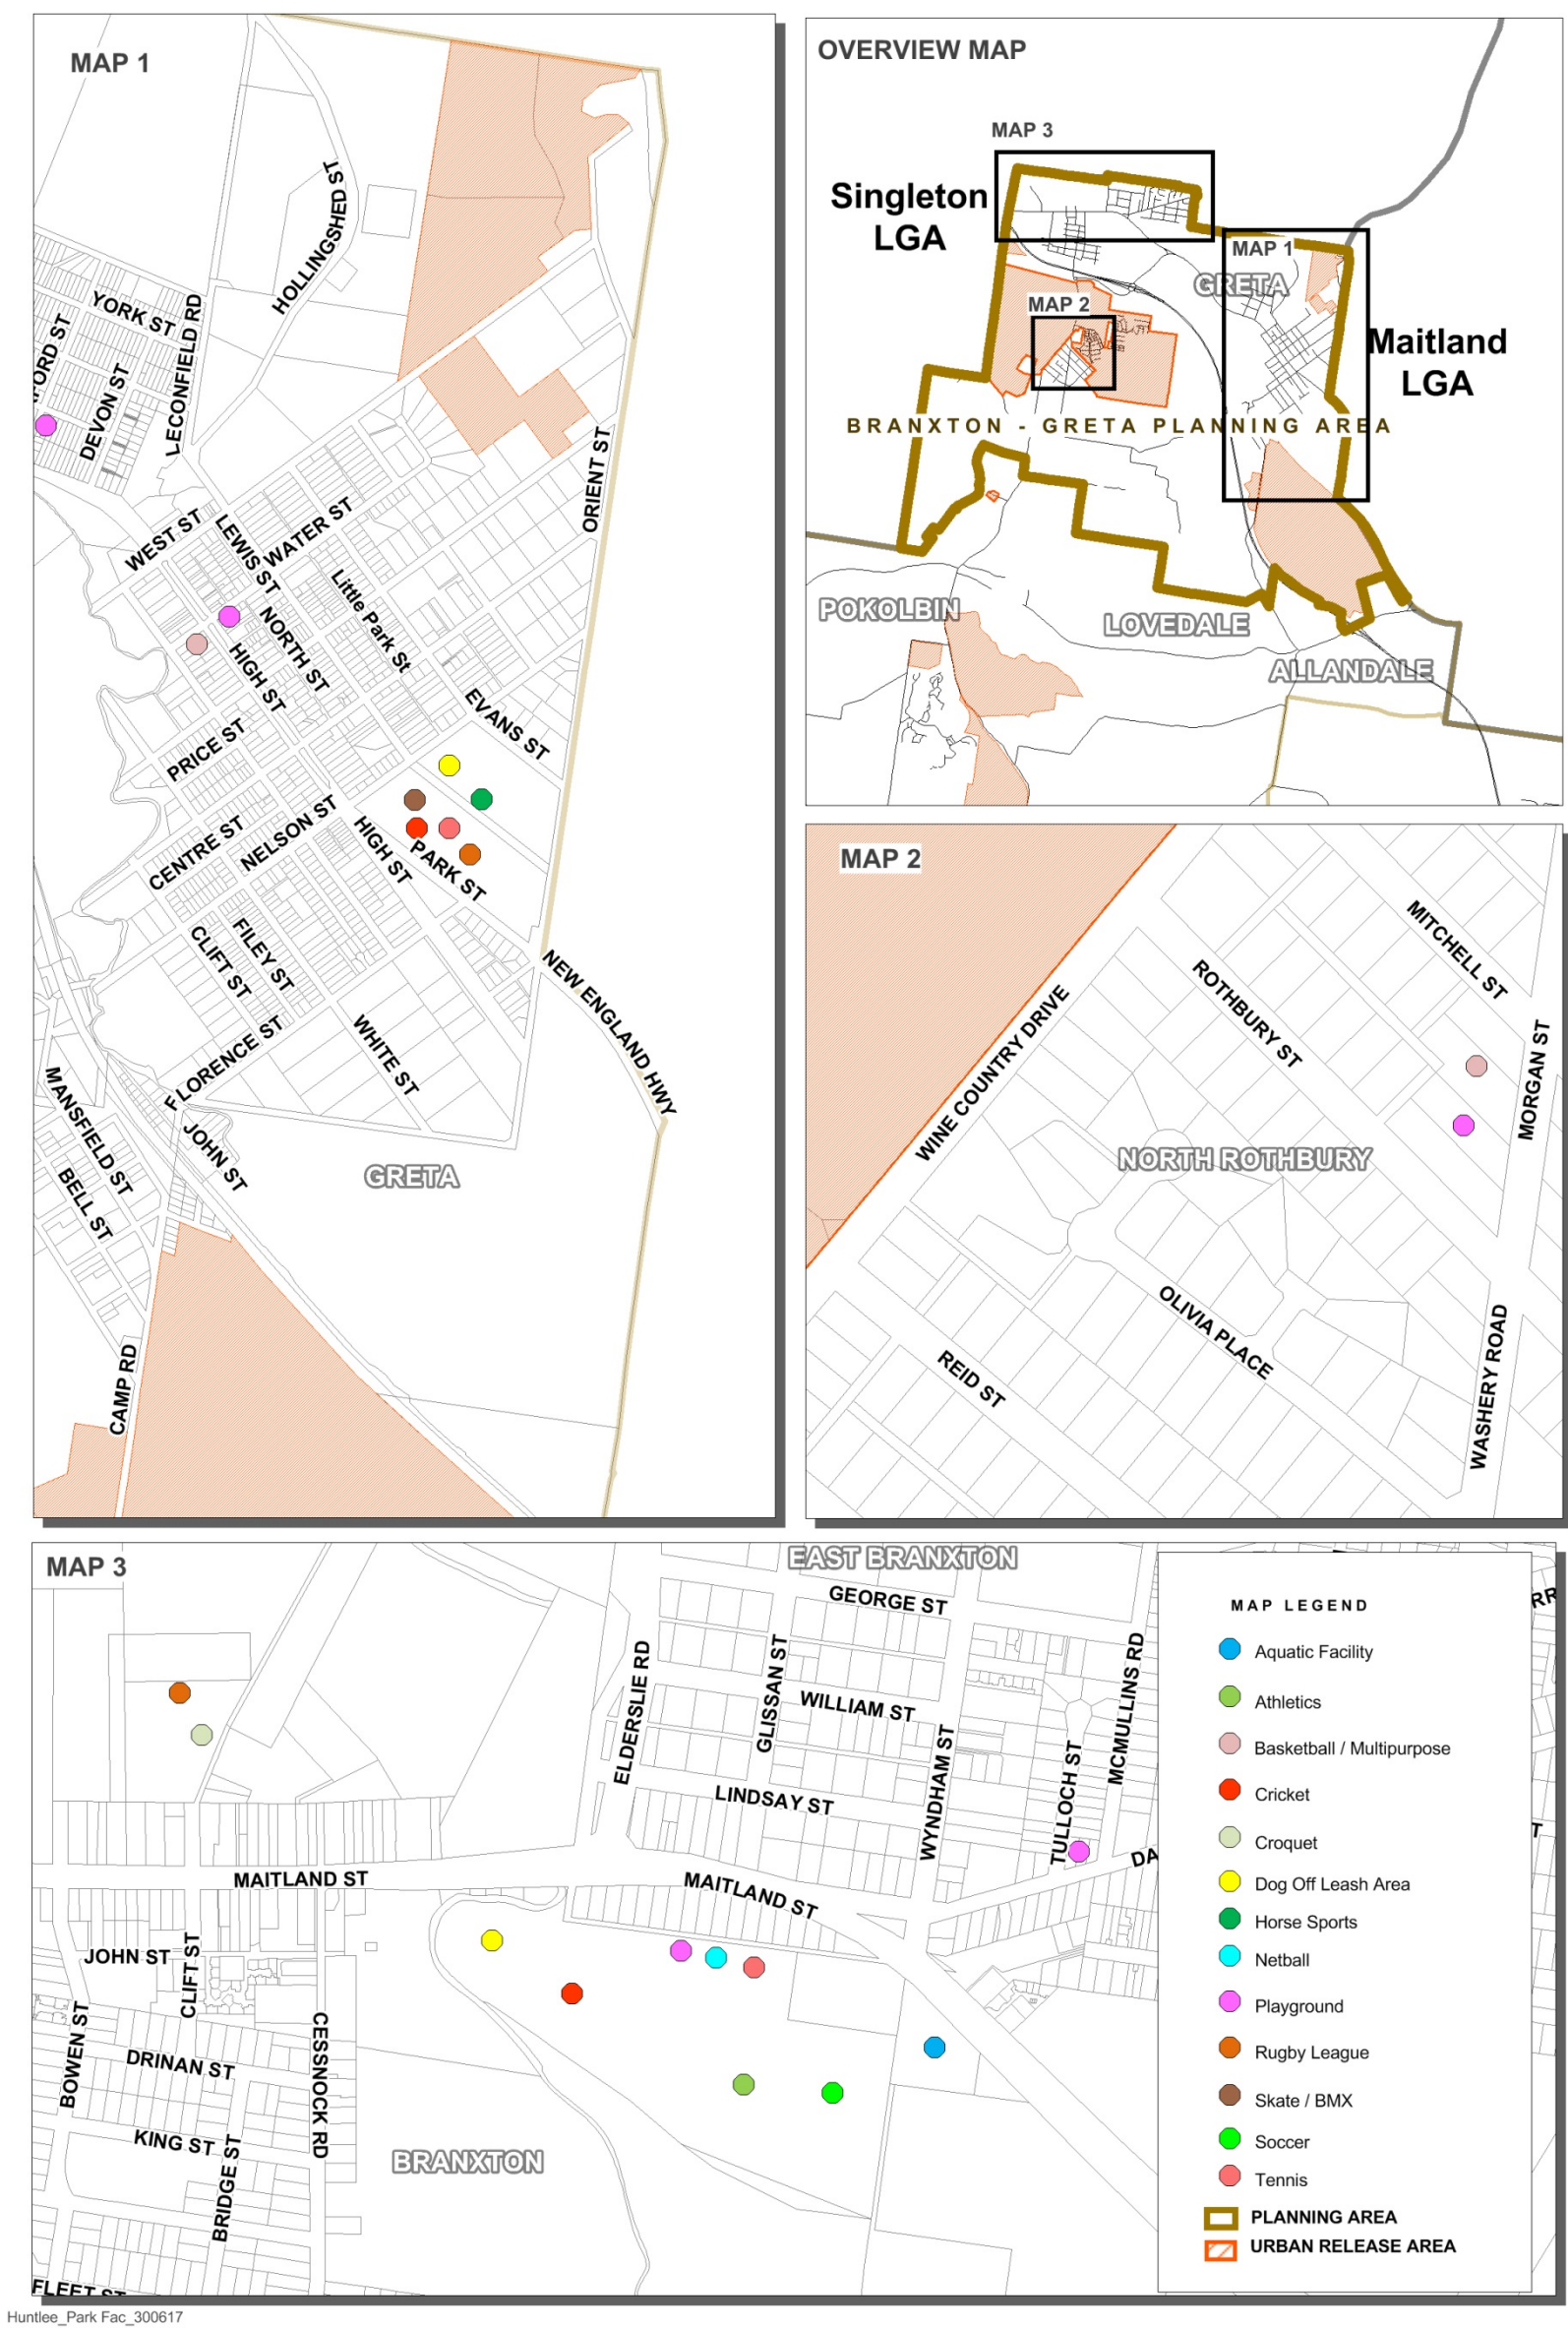 MAP 1
HOLLINGSHED ST
YORK ST
DEVON ST
LECONFIELD RD
WEST ST
LEWIS ST
WATER ST
ORIENT ST
Little Park St
NORTH ST
HIGH ST
EVANS ST
PRICE ST
CENTRE ST
NELSON ST
HIGH ST
PARK ST
CLIFT ST
FILEY ST
NEW ENGLAND HWY
FLORENCE ST
WHITE ST
MANSFIELD ST
JOHN ST
BELL ST
GRETA
CAMP RD
OVERVIEW MAP
MAP 3
Singleton
LGA
MAP 1
GRETA
MAP 2
Maitland
LGA
BRANXTON - GRETA PLANNING AREA
POKOLBIN
LOVEDALE
ALLANDALE
MAP 2
MITCHELL ST
ROTHBURY ST
WINE COUNTRY DRIVE
MORGAN ST
NORTH ROTHBURY
OLIVIA PLACE
REID ST
WASHERY ROAD
MAP 3
EAST BRANXTON
GEORGE ST
ELDERSLIE RD
GLISSAN ST
WILLIAM ST
MCMULLINS RD
WYNDHAM ST
TULLOCH ST
LINDSAY ST
MAITLAND ST
MAITLAND ST
JOHN ST
CLIFT ST
BOWEN ST
DRINAN ST
CESSNOCK RD
KING ST
BRIDGE ST
BRANXTON
FLEET ST
MAP LEGEND
Aquatic Facility
Athletics
Basketball / Multipurpose
Cricket
Croquet
Dog Off Leash Area
Horse Sports
Netball
Playground
Rugby League
Skate / BMX
Soccer
Tennis
PLANNING AREA
URBAN RELEASE AREA
Huntlee_Park Fac_300617